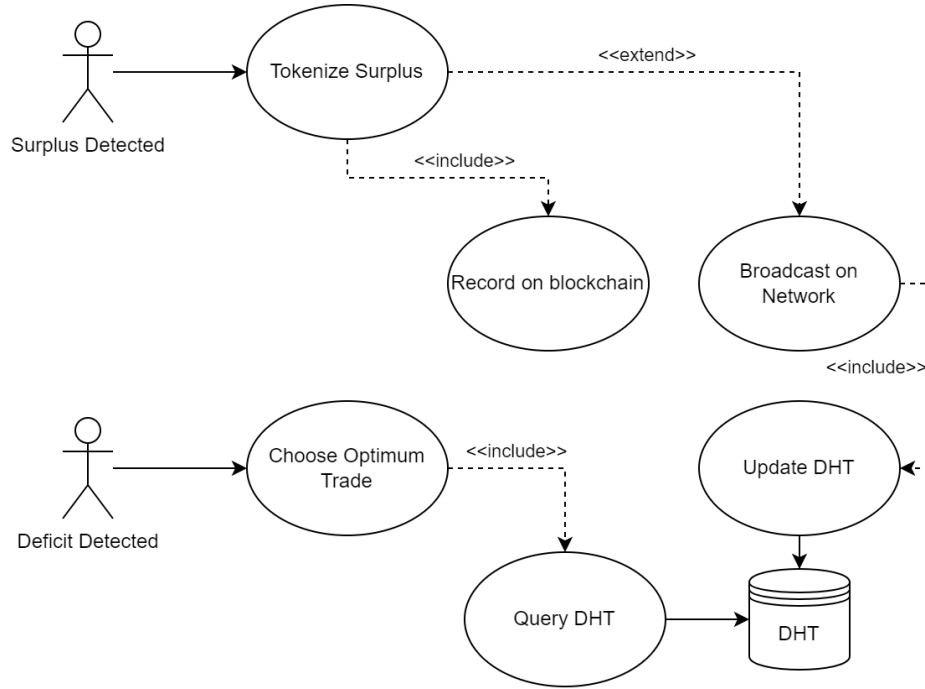 Tokenize Surplus
<<extend>>
Surplus Detected
<<include>>
Record on blockchain
Broadcast on
Network
<<include>>
Choose Optimum
Trade
<<include>>
Update DHT
Deficit Detected
Query DHT
DHT